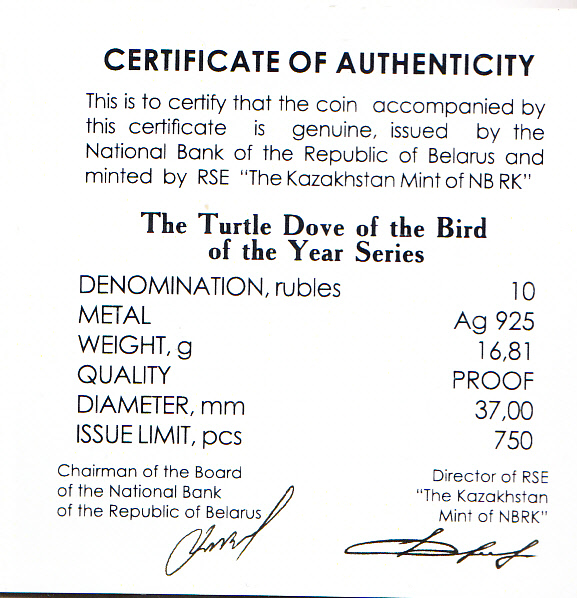 CERTIFICATE OF AUTHENTICITY
This is to certify that the coin accompanied by
this certificate is genuine, issued by the
National Bank of the Republic of Belarus and
minted by RSE “The Kazakhstan Mint of NB RK”
The Turtle Dove of the Bird
of the Year Series
DENOMINATION, rubles 10
METAL Ag 925
WEIGHT, g 16,81
QUALITY PROOF
DIAMETER, mm 37,00
ISSUE LIMIT, pcs 750
Chairman of the Board
of the National Bank
of the Republic of Belarus
Director of RSE
“The Kazakhstan
Mint of NBRK”